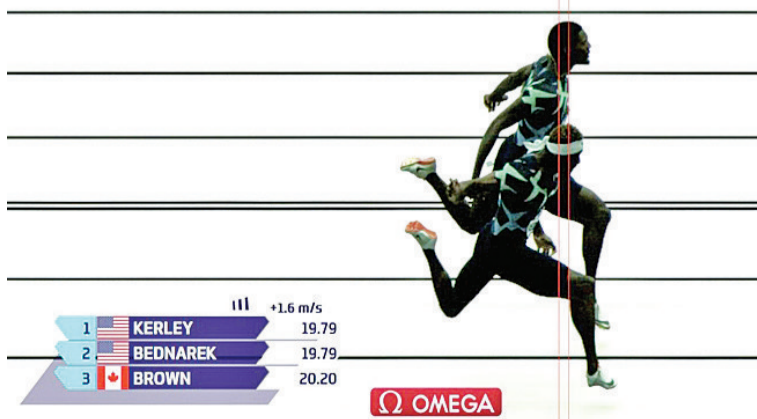 +1.6 m/s
1 KERLEY 19.79
2 BEDNAREK 19.79
3 BROWN 20.20
Ω OMEGA